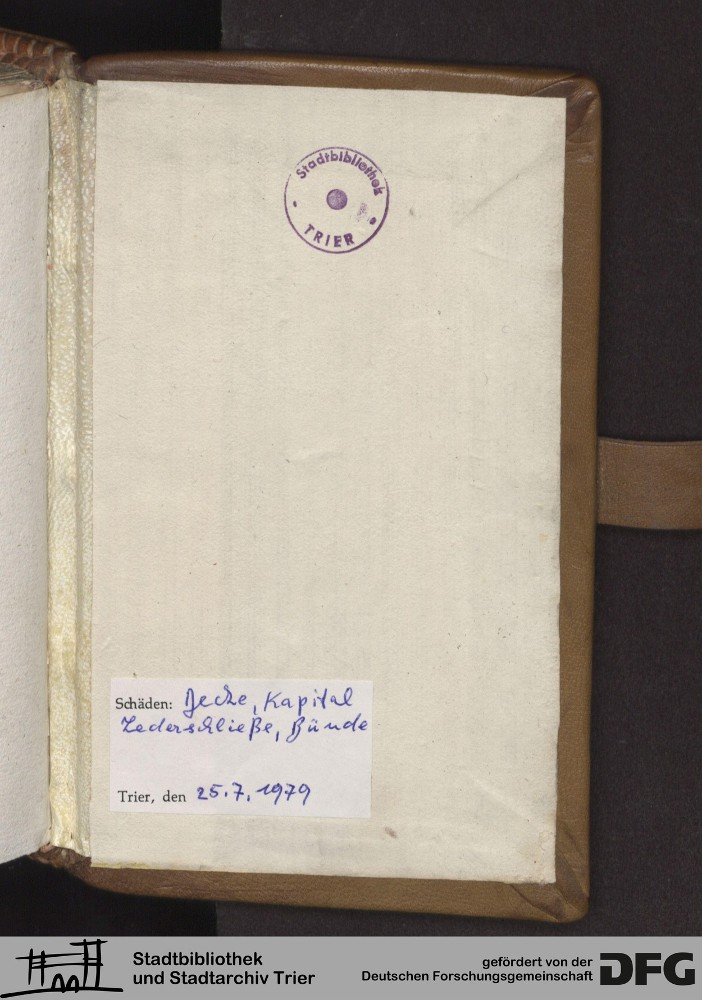 Stadtbibliothek
TRIER
Schäden: Decke, Kapital
Lederschließe, Bünde
Trier, den 25.7.1979
Stadtbibliothek
und Stadtarchiv Trier
gefördert von der
Deutschen Forschungsgemeinschaft
DFG